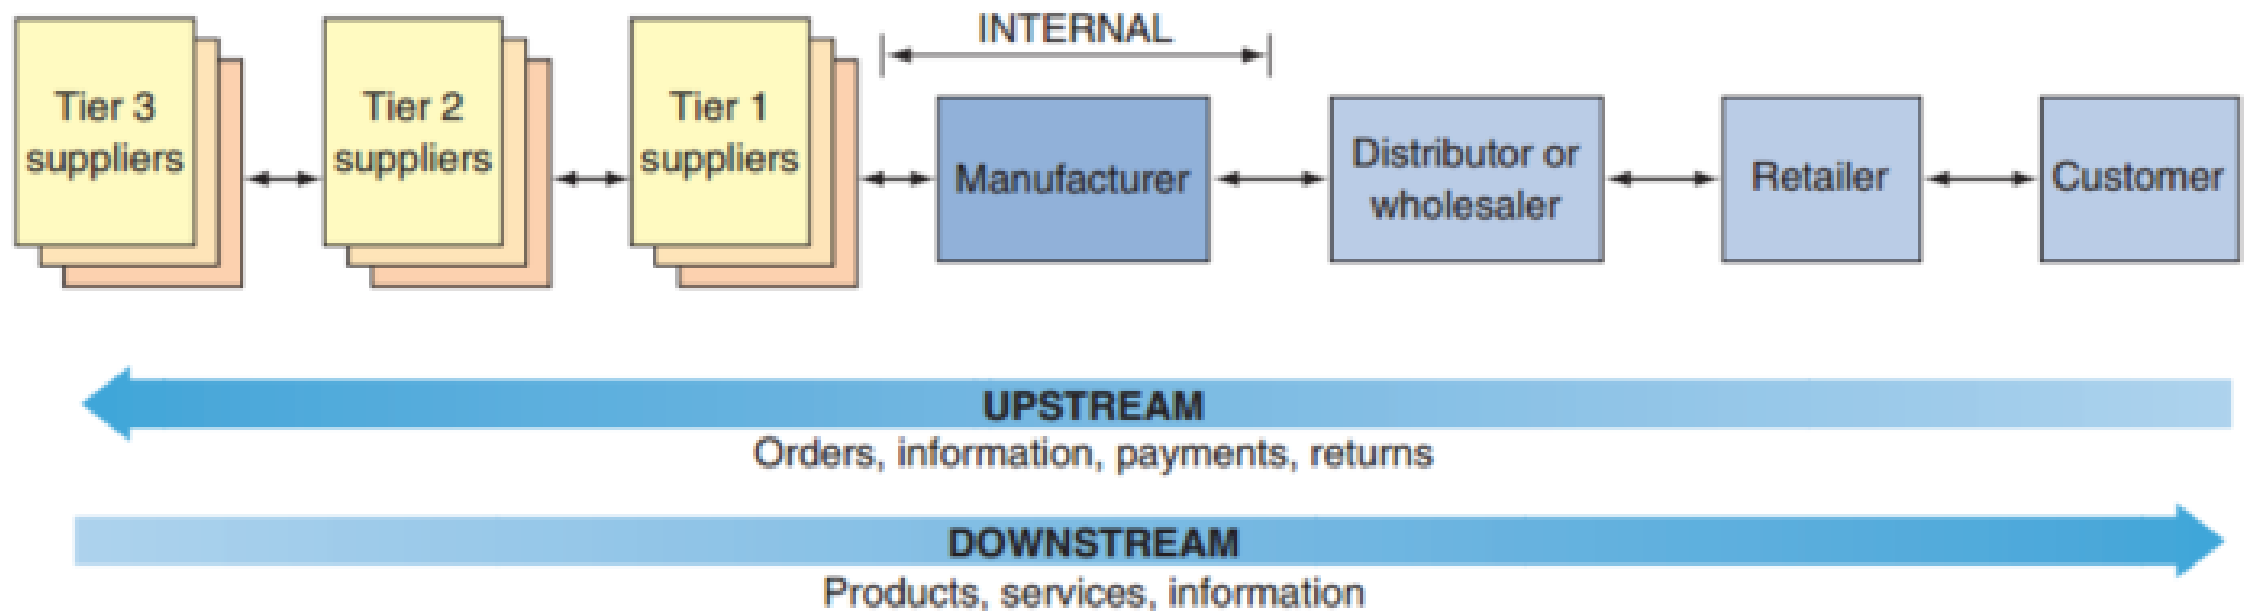 INTERNAL
Tier 3
suppliers
Tier 2
suppliers
Tier 1
suppliers
Manufacturer
Distributor or
wholesaler
Retailer
Customer
UPSTREAM
Orders, information, payments, returns
DOWNSTREAM
Products, services, information